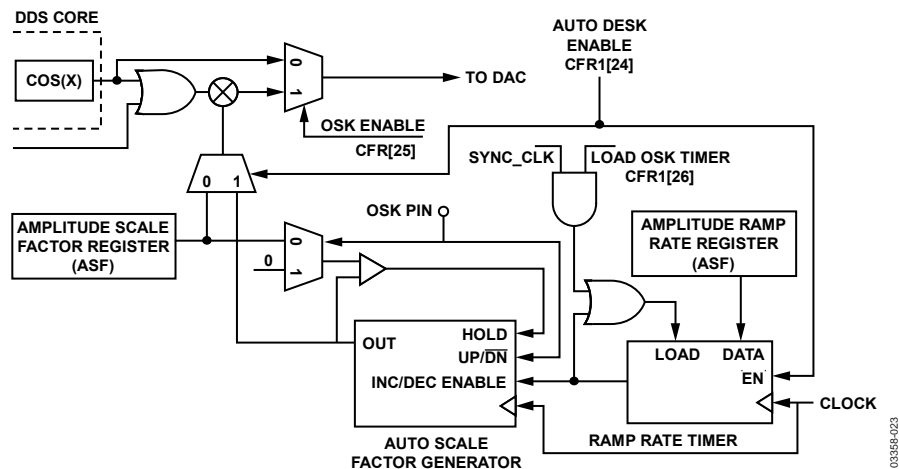 DDS CORE
COS(X)
0
1
TO DAC
OSK ENABLE
CFR[25]
AUTO DESK
ENABLE
CFR1[24]
SYNC_CLK
LOAD OSK TIMER
CFR1[26]
0 1
OSK PIN
AMPLITUDE SCALE
FACTOR REGISTER
(ASF)
0
0
1
AMPLITUDE RAMP
RATE REGISTER
(ASF)
OUT
HOLD
UP/DN
INC/DEC ENABLE
LOAD DATA
EN
CLOCK
RAMP RATE TIMER
AUTO SCALE
FACTOR GENERATOR
03358-023